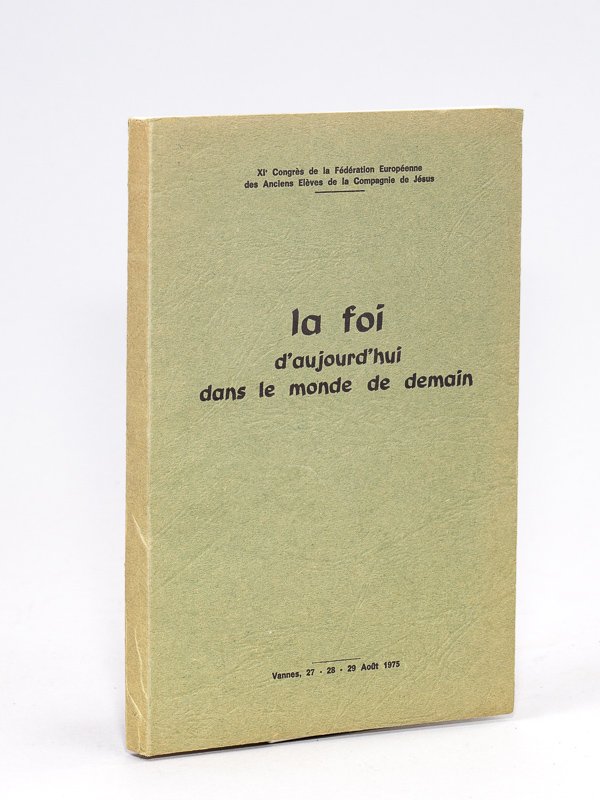 XIe Congrès de la Fédération Européenne
des Anciens Elèves de la Compagnie de Jésus
la foi
d'aujourd'hui
dans le monde de demain
Vannes, 27 - 28 - 29 Août 1975